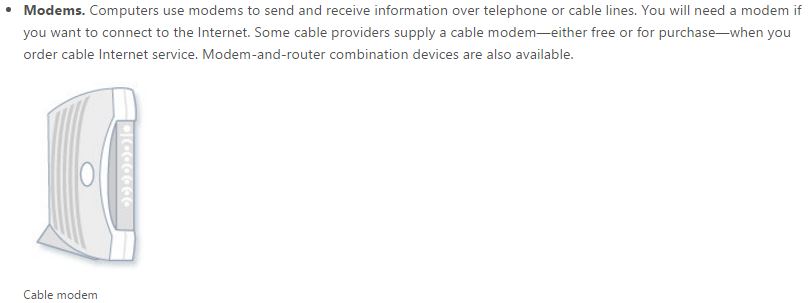 • Modems. Computers use modems to send and receive information over telephone or cable lines. You will need a modem if
you want to connect to the Internet. Some cable providers supply a cable modem—either free or for purchase—when you
order cable Internet service. Modem-and-router combination devices are also available.
Cable modem